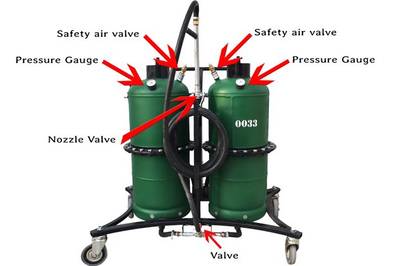 Safety air valve
Safety air valve
Pressure Gauge
Pressure Gauge
0033
Nozzle Valve
Valve